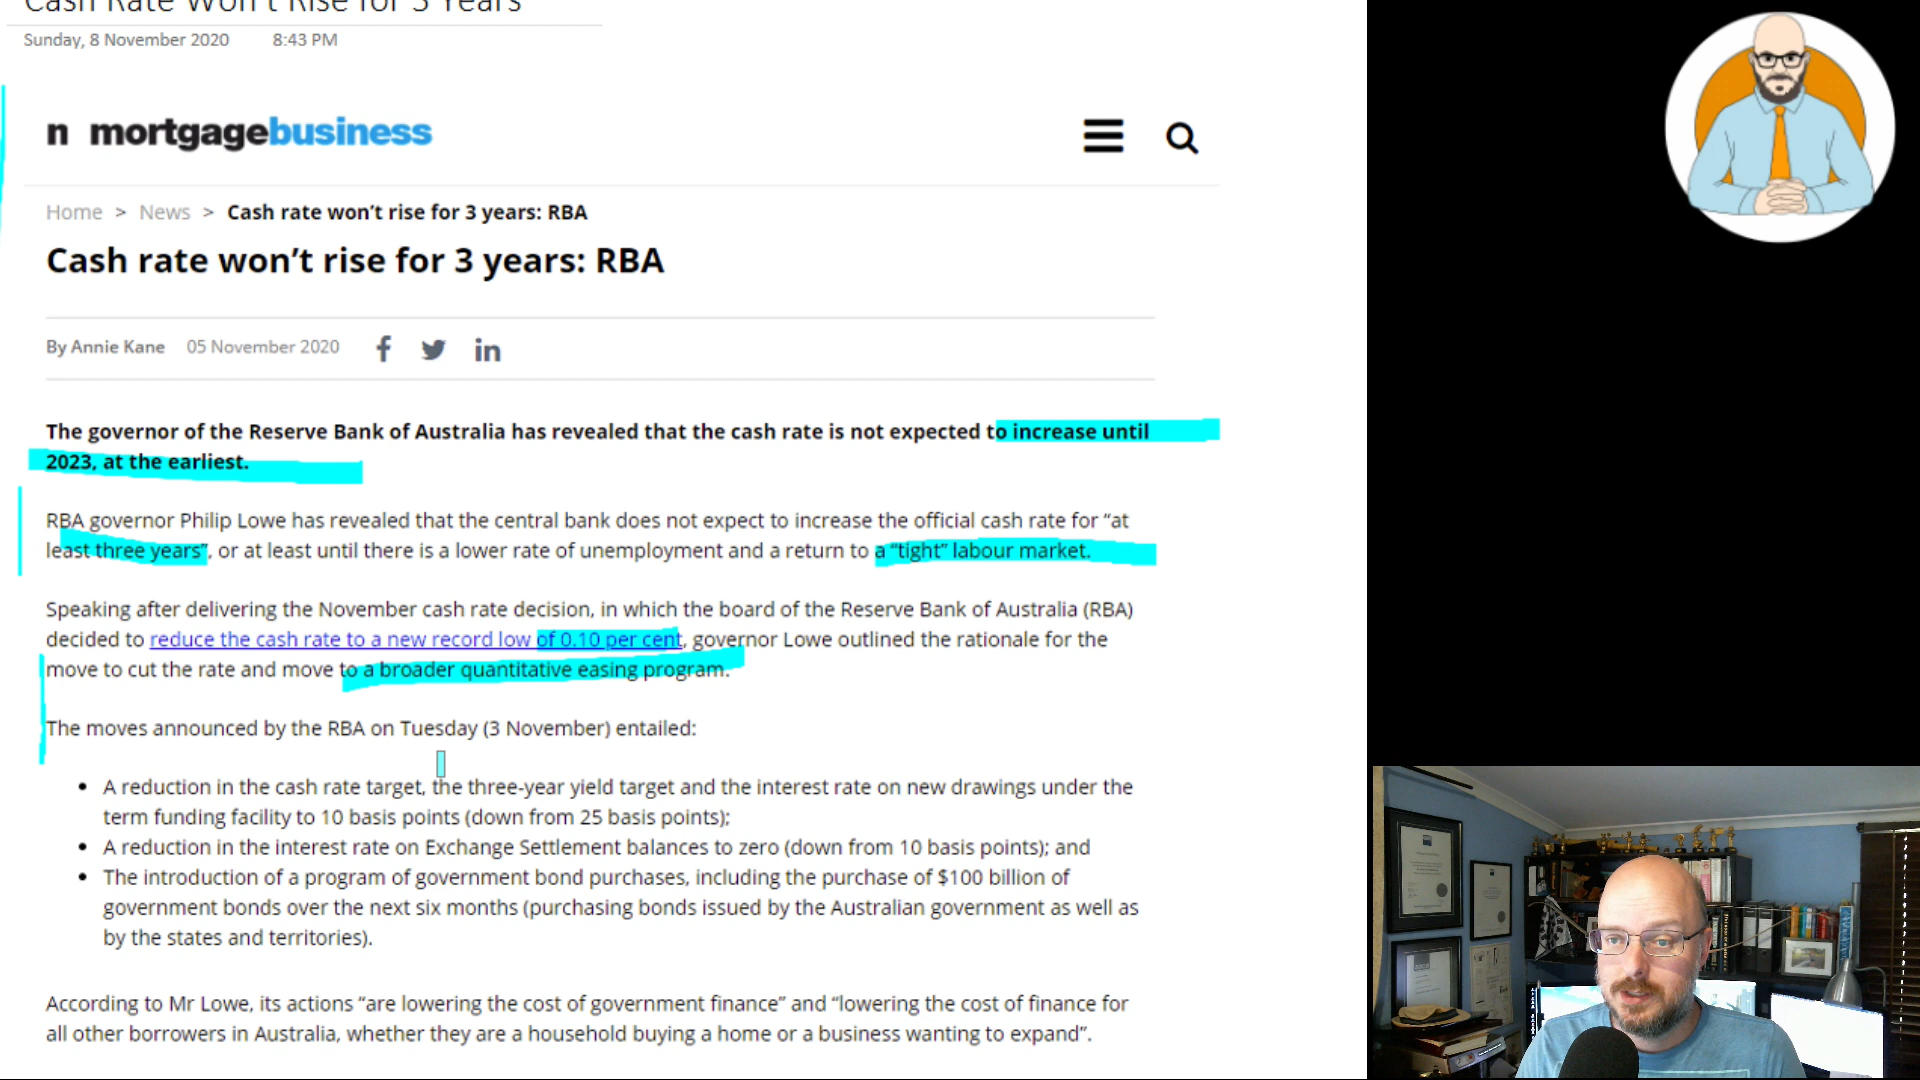 Cash Rate Won't Rise for 3 Years
Sunday, 8 November 2020 8:43 PM
n mortgagebusiness
Home > News > Cash rate won’t rise for 3 years: RBA
Cash rate won’t rise for 3 years: RBA
By Annie Kane 05 November 2020
The governor of the Reserve Bank of Australia has revealed that the cash rate is not expected to increase until
2023, at the earliest.
RBA governor Philip Lowe has revealed that the central bank does not expect to increase the official cash rate for “at
least three years”, or at least until there is a lower rate of unemployment and a return to a “tight” labour market.
Speaking after delivering the November cash rate decision, in which the board of the Reserve Bank of Australia (RBA)
decided to reduce the cash rate to a new record low of 0.10 per cent, governor Lowe outlined the rationale for the
move to cut the rate and move to a broader quantitative easing program.
The moves announced by the RBA on Tuesday (3 November) entailed:
• A reduction in the cash rate target, the three-year yield target and the interest rate on new drawings under the
term funding facility to 10 basis points (down from 25 basis points);
• A reduction in the interest rate on Exchange Settlement balances to zero (down from 10 basis points); and
• The introduction of a program of government bond purchases, including the purchase of $100 billion of
government bonds over the next six months (purchasing bonds issued by the Australian government as well as
by the states and territories).
According to Mr Lowe, its actions “are lowering the cost of government finance” and “lowering the cost of finance for
all other borrowers in Australia, whether they are a household buying a home or a business wanting to expand”.